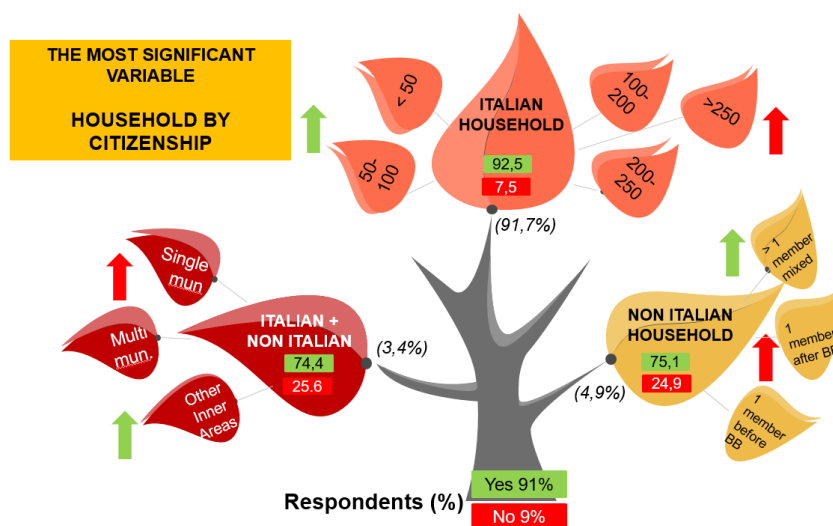 THE MOST SIGNIFICANT
VARIABLE
HOUSEHOLD BY
CITIZENSHIP
< 50
50-
100
ITALIAN
HOUSEHOLD
92,5
7,5
100-
200
>250
200-
250
(91,7%)
Single
mun
Multi
mun.
Other
Inner
Areas
ITALIAN +
NON ITALIAN
74,4
25.6
(3,4%)
> 1
member
mixed
NON ITALIAN
HOUSEHOLD
75,1
24,9
(4,9%)
1
member
after BB
1
member
before
BB
Respondents (%)
Yes 91%
No 9%